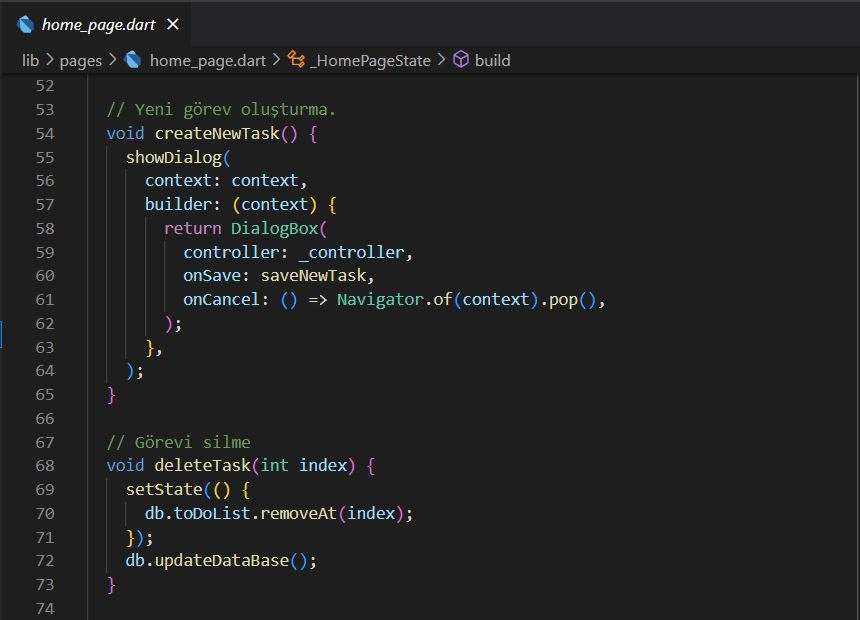 home_page.dart
lib > pages > home_page.dart > _HomePageState > build
52
53 // Yeni görev oluşturma.
54 void createNewTask() {
55 showDialog(
56 context: context,
57 builder: (context) {
58 return DialogBox(
59 controller: _controller,
60 onSave: saveNewTask,
61 onCancel: () => Navigator.of(context).pop(),
62 );
63 },
64 );
65 }
66
67 // Görevi silme
68 void deleteTask(int index) {
69 setState(() {
70 db.toDoList.removeAt(index);
71 });
72 db.updateDataBase();
73 }
74